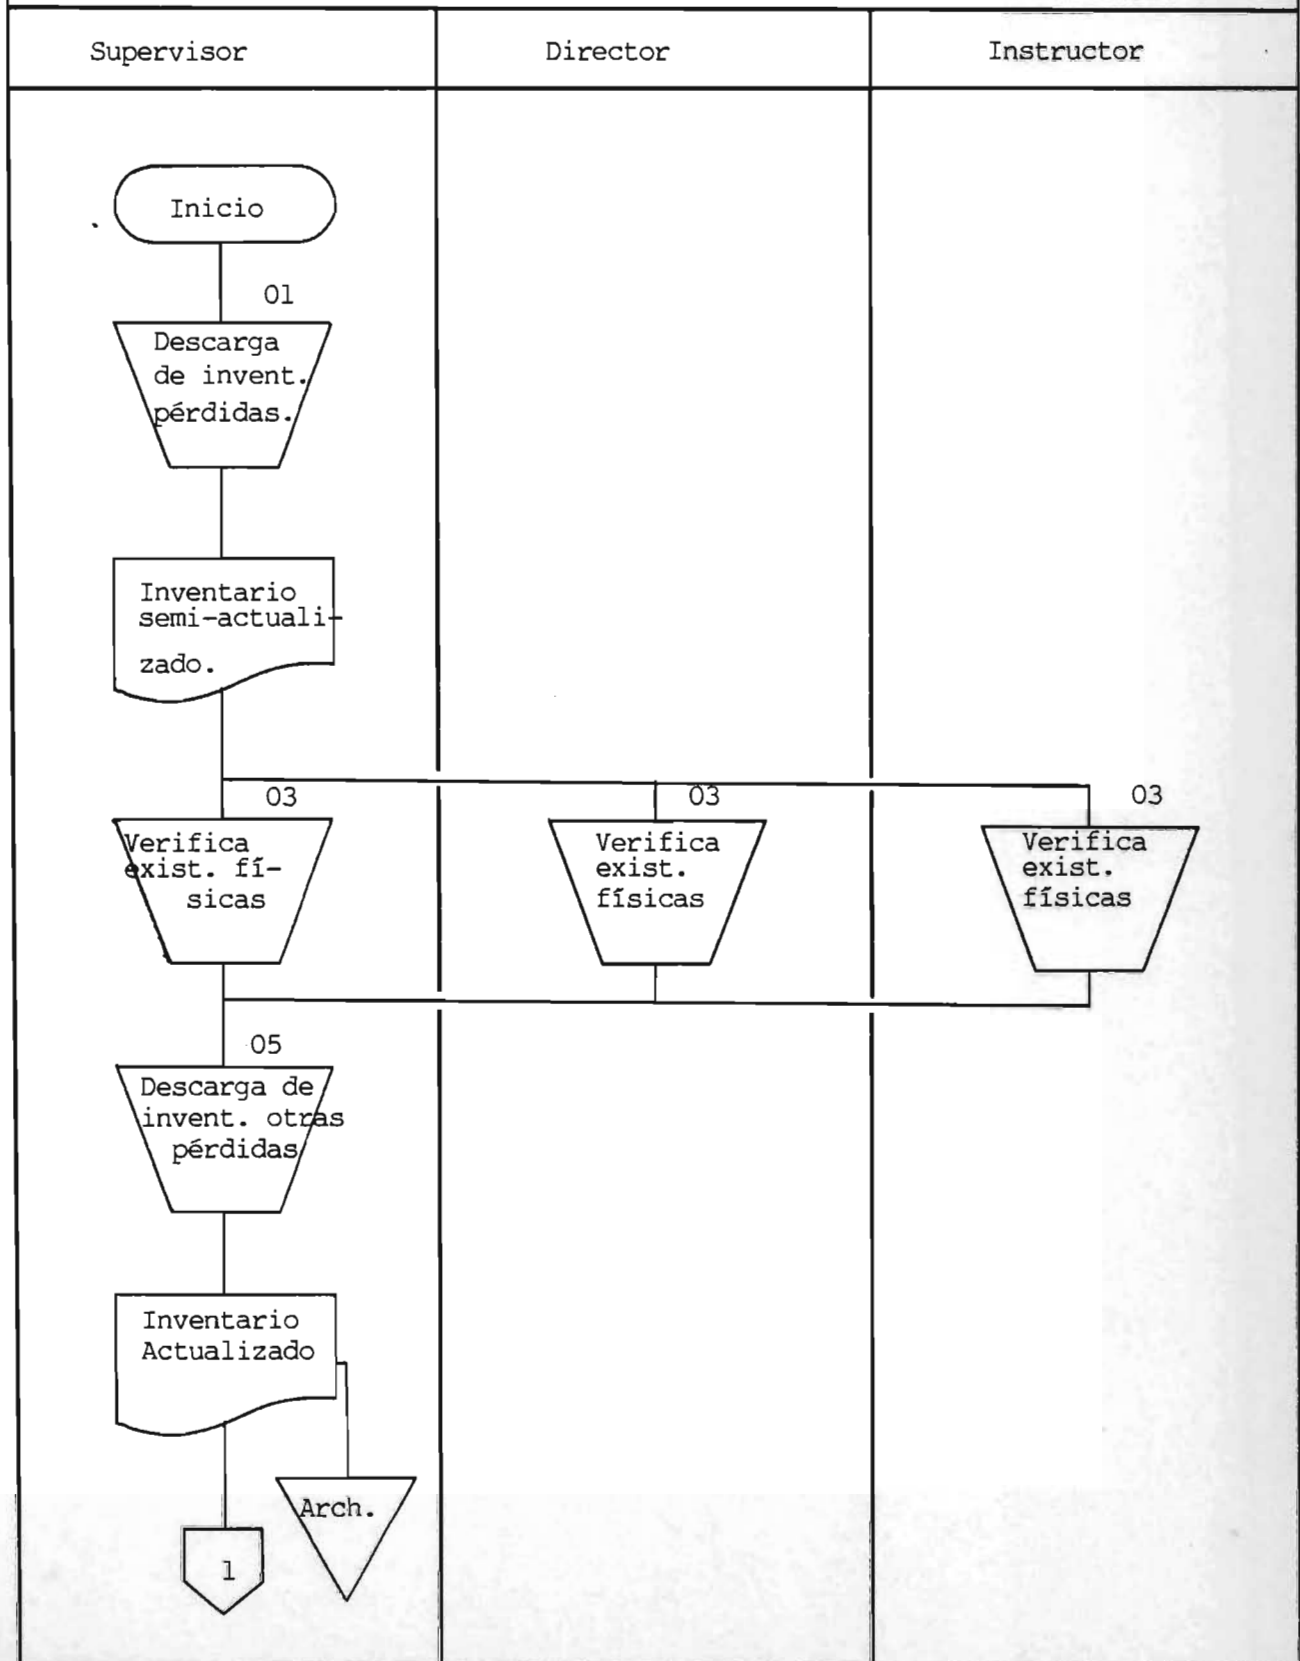 Supervisor
Director
Instructor
Inicio
01
Descarga
de invent.
pérdidas.
Inventario
semi-actuali-
zado.
03
Verifica
exist. fí-
sicas
03
Verifica
exist.
físicas
03
Verifica
exist.
físicas
05
Descarga de
invent. otras
pérdidas
Inventario
Actualizado
Arch.
1